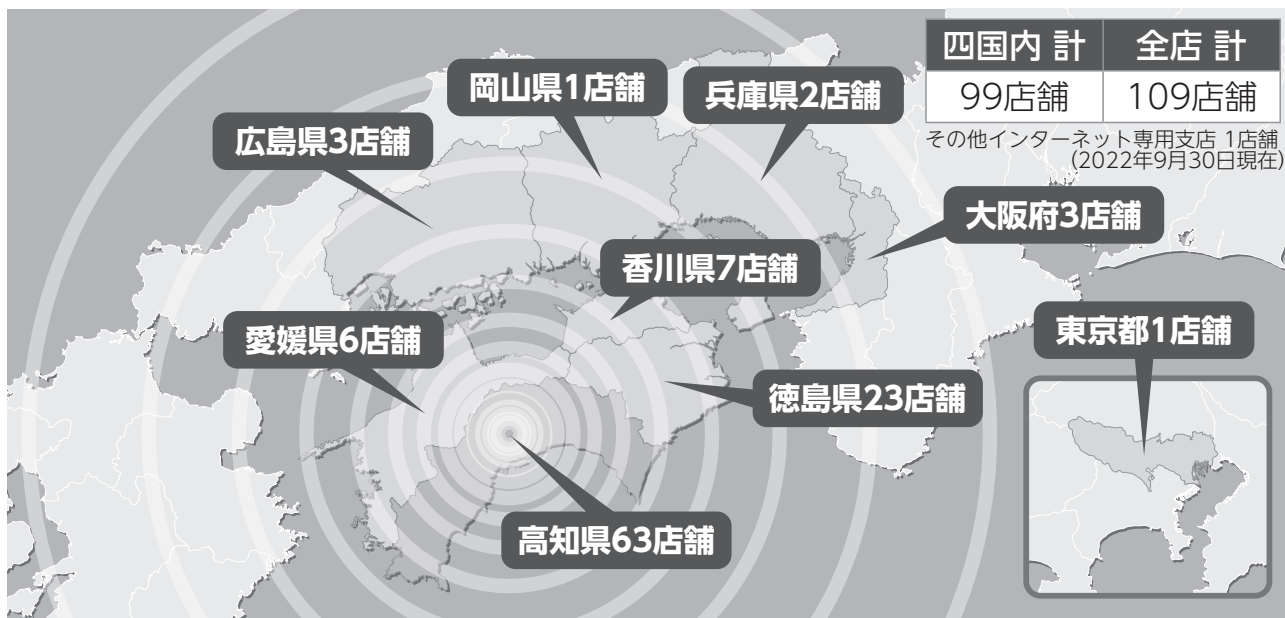 四国内 計 全店 計
99店舗 109店舗
その他インターネット専用支店 1店舗
(2022年9月30日現在)
岡山県1店舗
兵庫県2店舗
広島県3店舗
大阪府3店舗
香川県7店舗
愛媛県6店舗
東京都1店舗
徳島県23店舗
高知県63店舗